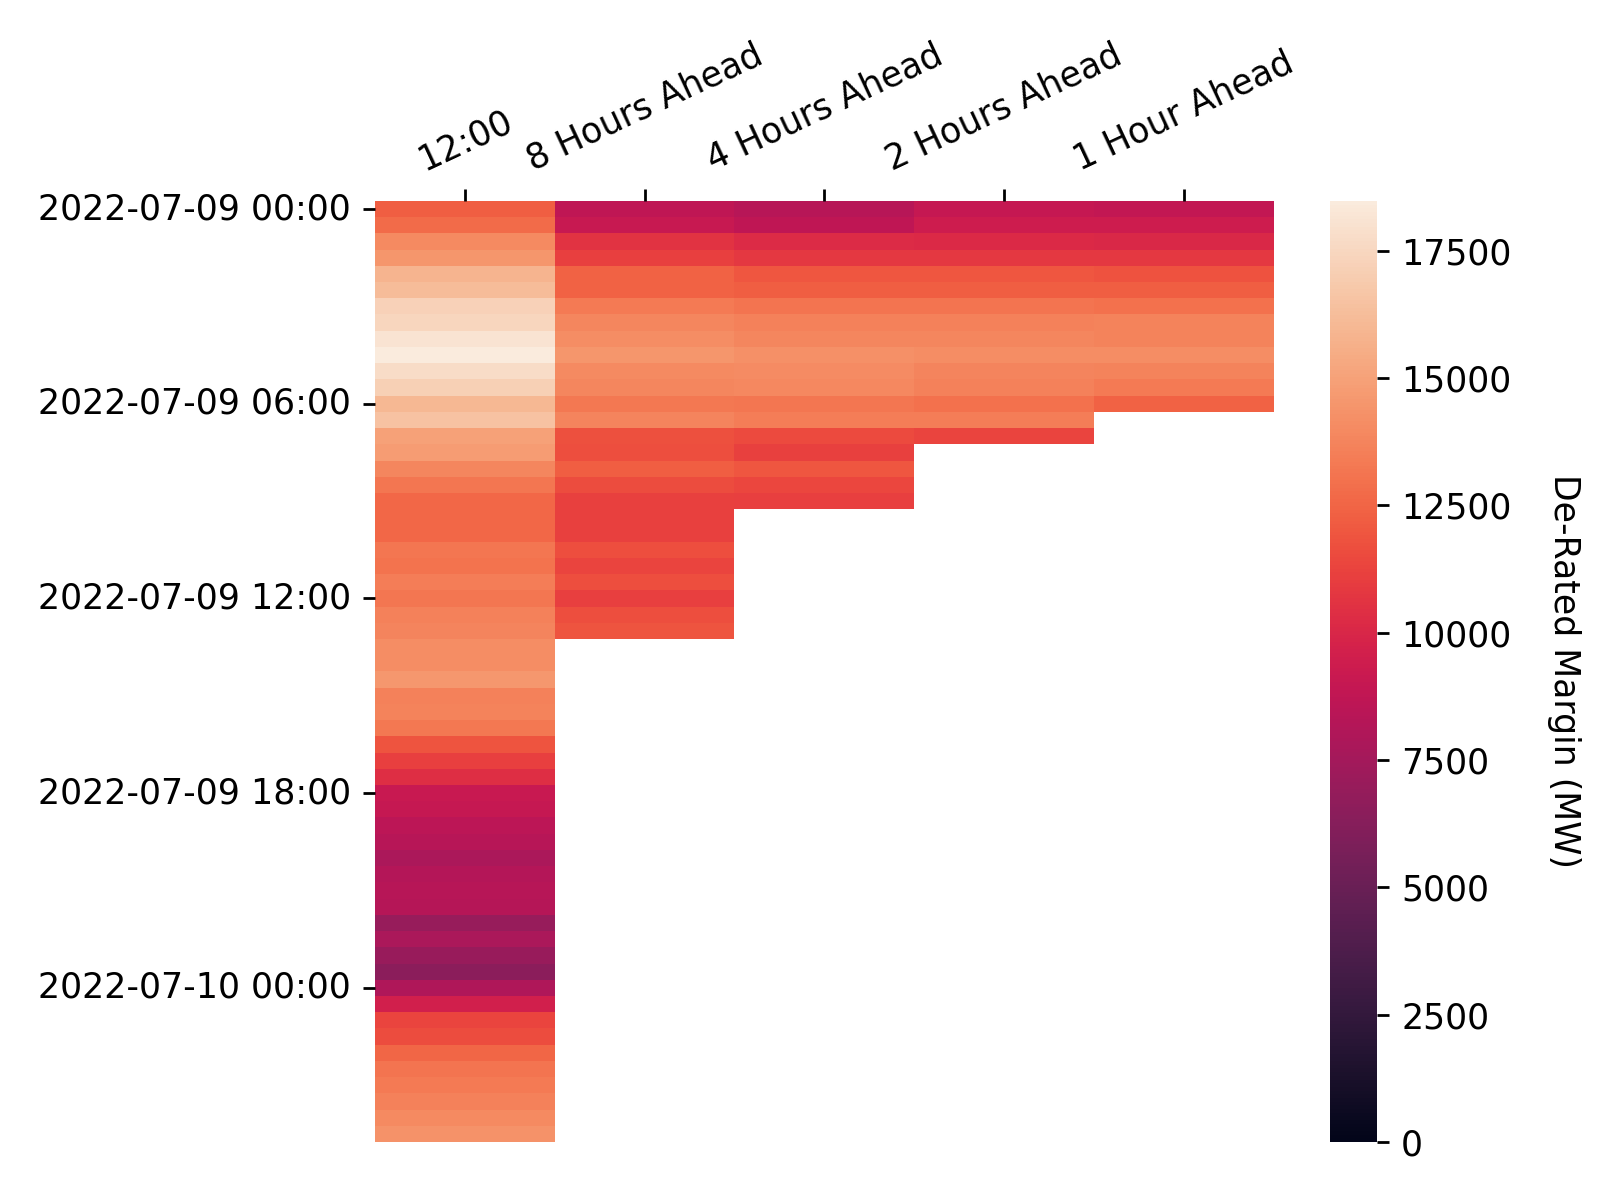 12:00
8 Hours Ahead
4 Hours Ahead
2 Hours Ahead
1 Hour Ahead
2022-07-09 00:00
2022-07-09 06:00
2022-07-09 12:00
2022-07-09 18:00
2022-07-10 00:00
17500
15000
12500
10000
7500
5000
2500
0
De-Rated Margin (MW)